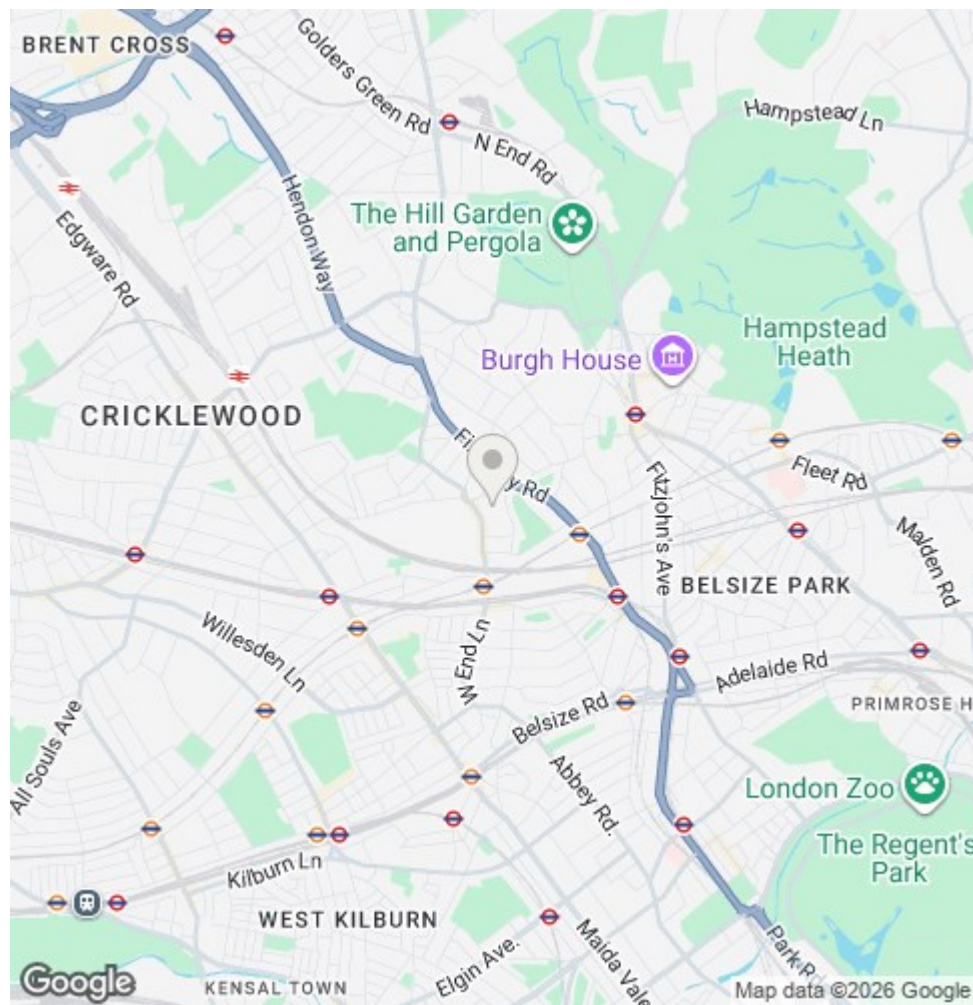 BRENT CROSS
Golders Green Rd
N End Rd
Hampstead Ln
The Hill Garden
and Pergola
Hendon Way
Edgware Rd
Burgh House
Hampstead
Heath
CRICKLEWOOD
Fi
y Rd
Fleet Rd
Fitzjohn's Ave
Malden Rd
BELSIZE PARK
Willesden Ln
W End Ln
Adelaide Rd
PRIMROSE H
Belsize Rd
All Souls Ave
Abbey Rd.
London Zoo
The Regent's
Park
Kilburn Ln
WEST KILBURN
Elgin Ave.
Maida Vale
Park Rd
Google
KENSAL TOWN
Map data ©2026 Google